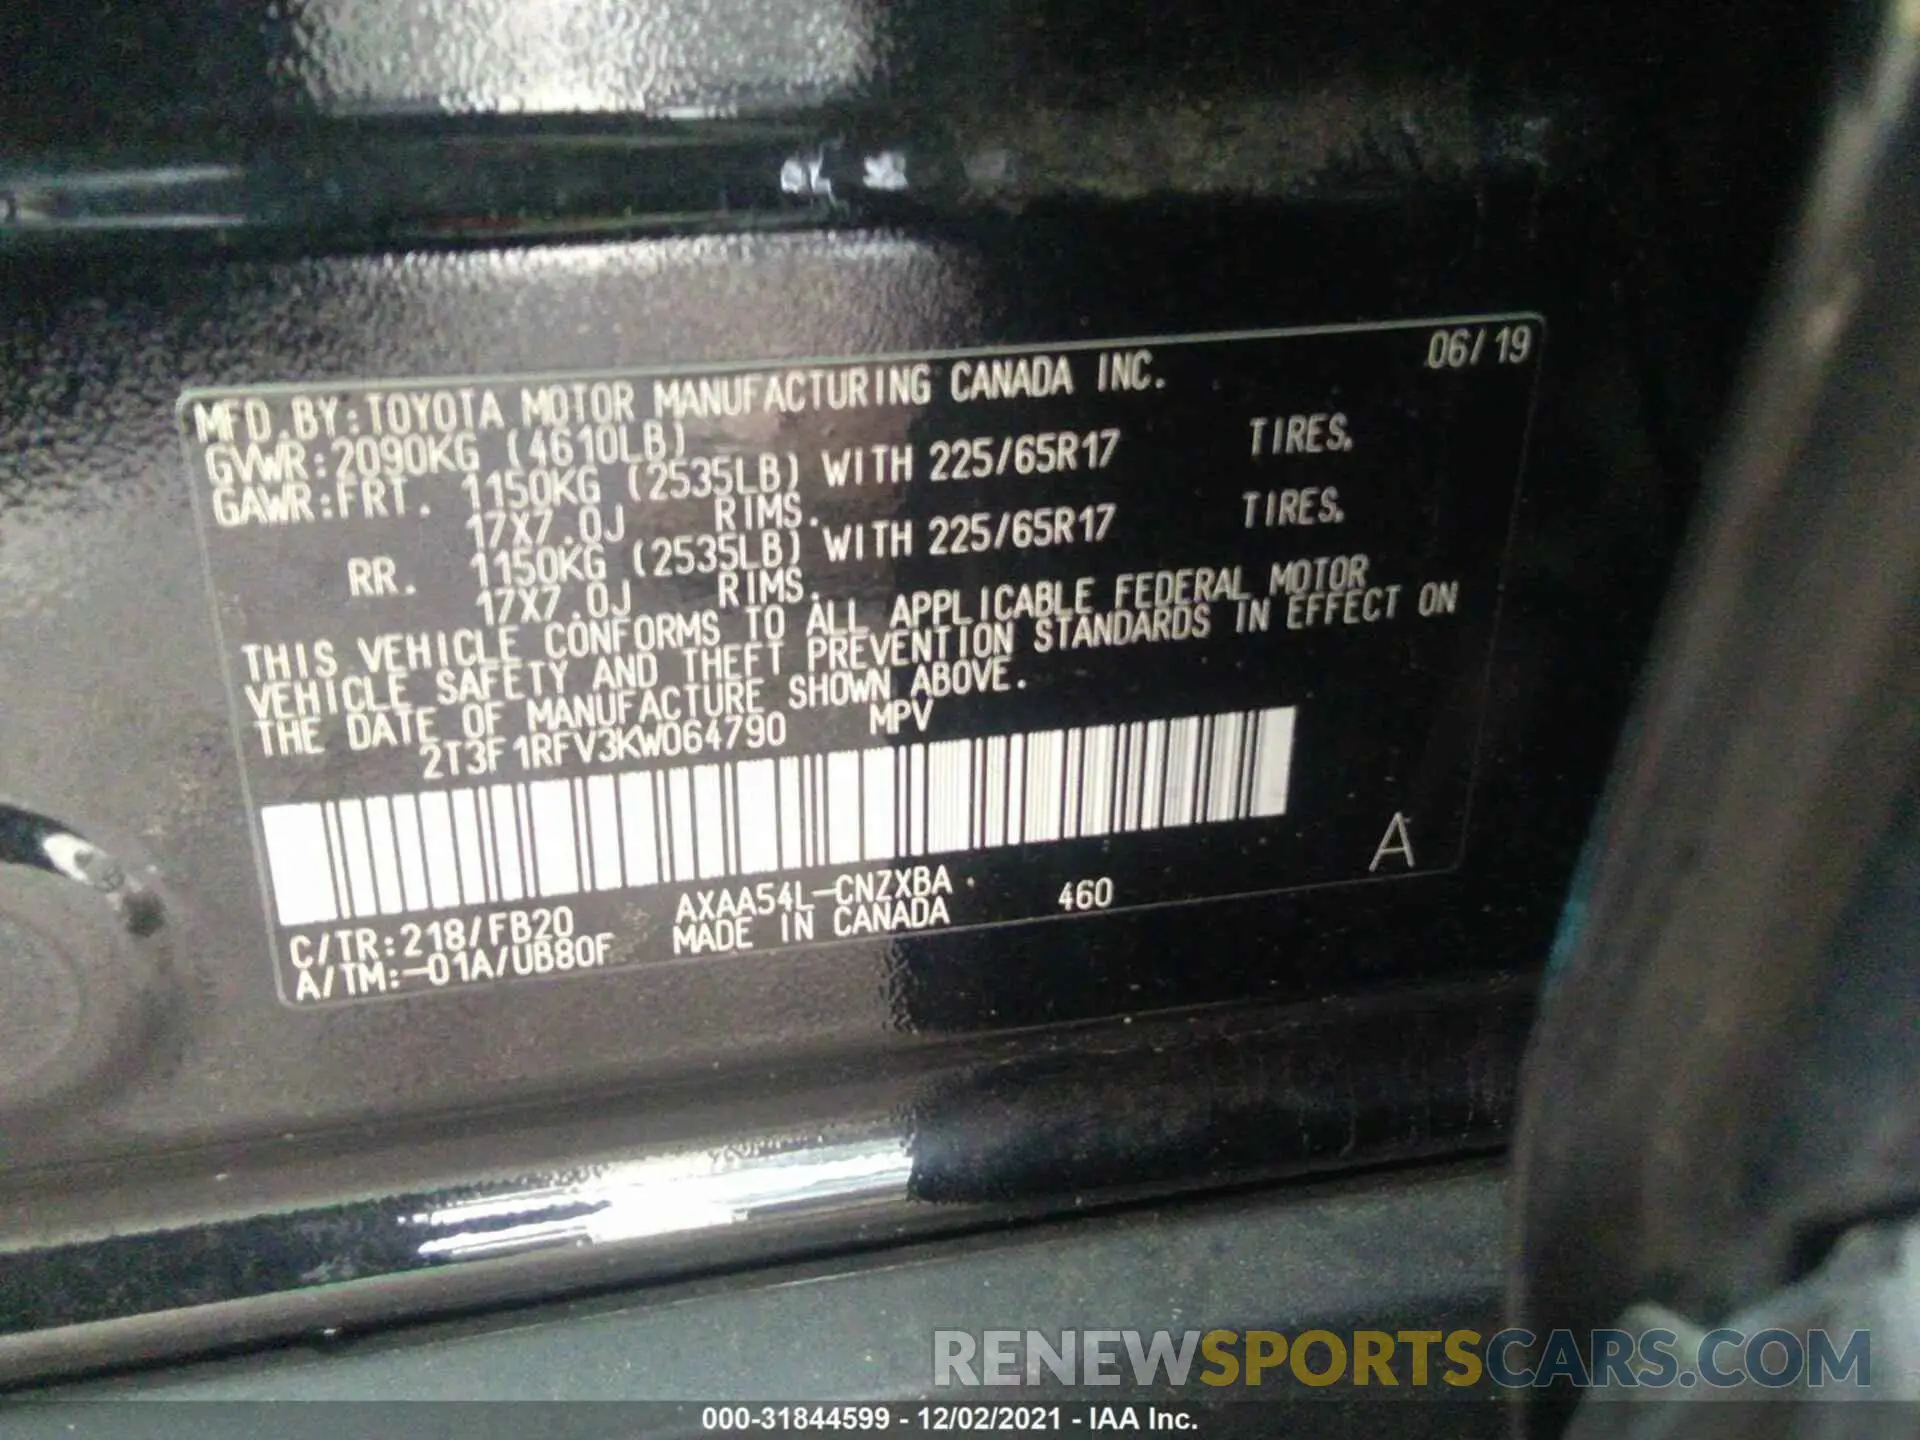 06/19
MFD.BY:TOYOTA MOTOR MANUFACTURING CANADA INC.
GVWR:2090KG (4610LB)
GAWR:FRT. 1150KG (2535LB) WITH 225/65R17 TIRES.
17X7.0J RIMS.
RR. 1150KG (2535LB) WITH 225/65R17 TIRES.
17X7.0J RIMS.
THIS VEHICLE CONFORMS TO ALL APPLICABLE FEDERAL MOTOR
VEHICLE SAFETY AND THEFT PREVENTION STANDARDS IN EFFECT ON
THE DATE OF MANUFACTURE SHOWN ABOVE.
2T3F1RFV3KW064790 MPV
A
C/TR:218/FB20 AXAA54L-CNZXBA 460
A/TM:-01A/UB80F MADE IN CANADA
RENEWSPORTSCARS.COM
000-31844599 - 12/02/2021 - IAA Inc.